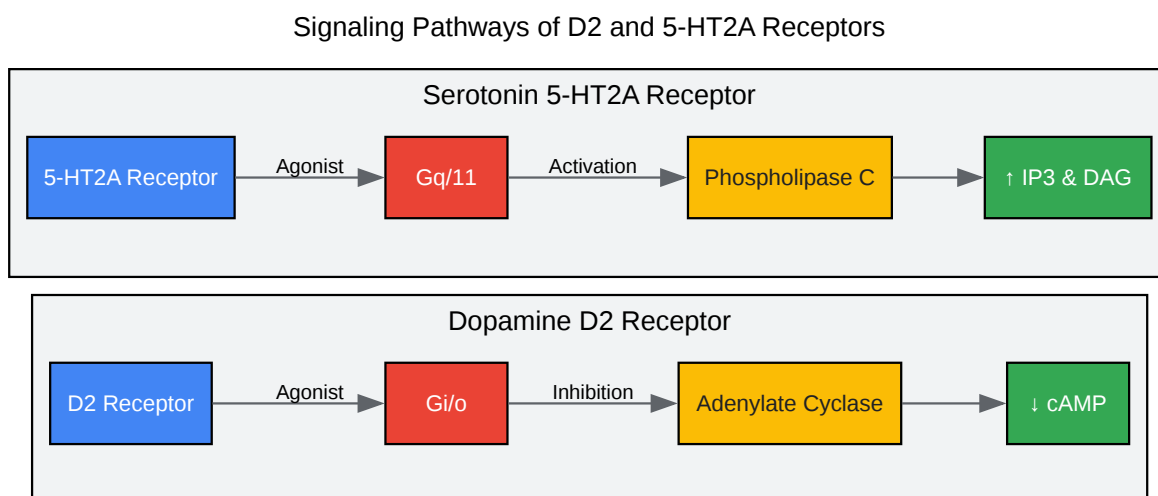 Signaling Pathways of D2 and 5-HT2A Receptors
Serotonin 5-HT2A Receptor
5-HT2A Receptor
Agonist
Gq/11
Activation
Phospholipase C
↑ IP3 & DAG
Dopamine D2 Receptor
D2 Receptor
Agonist
Gi/o
Inhibition
Adenylate Cyclase
↓ cAMP